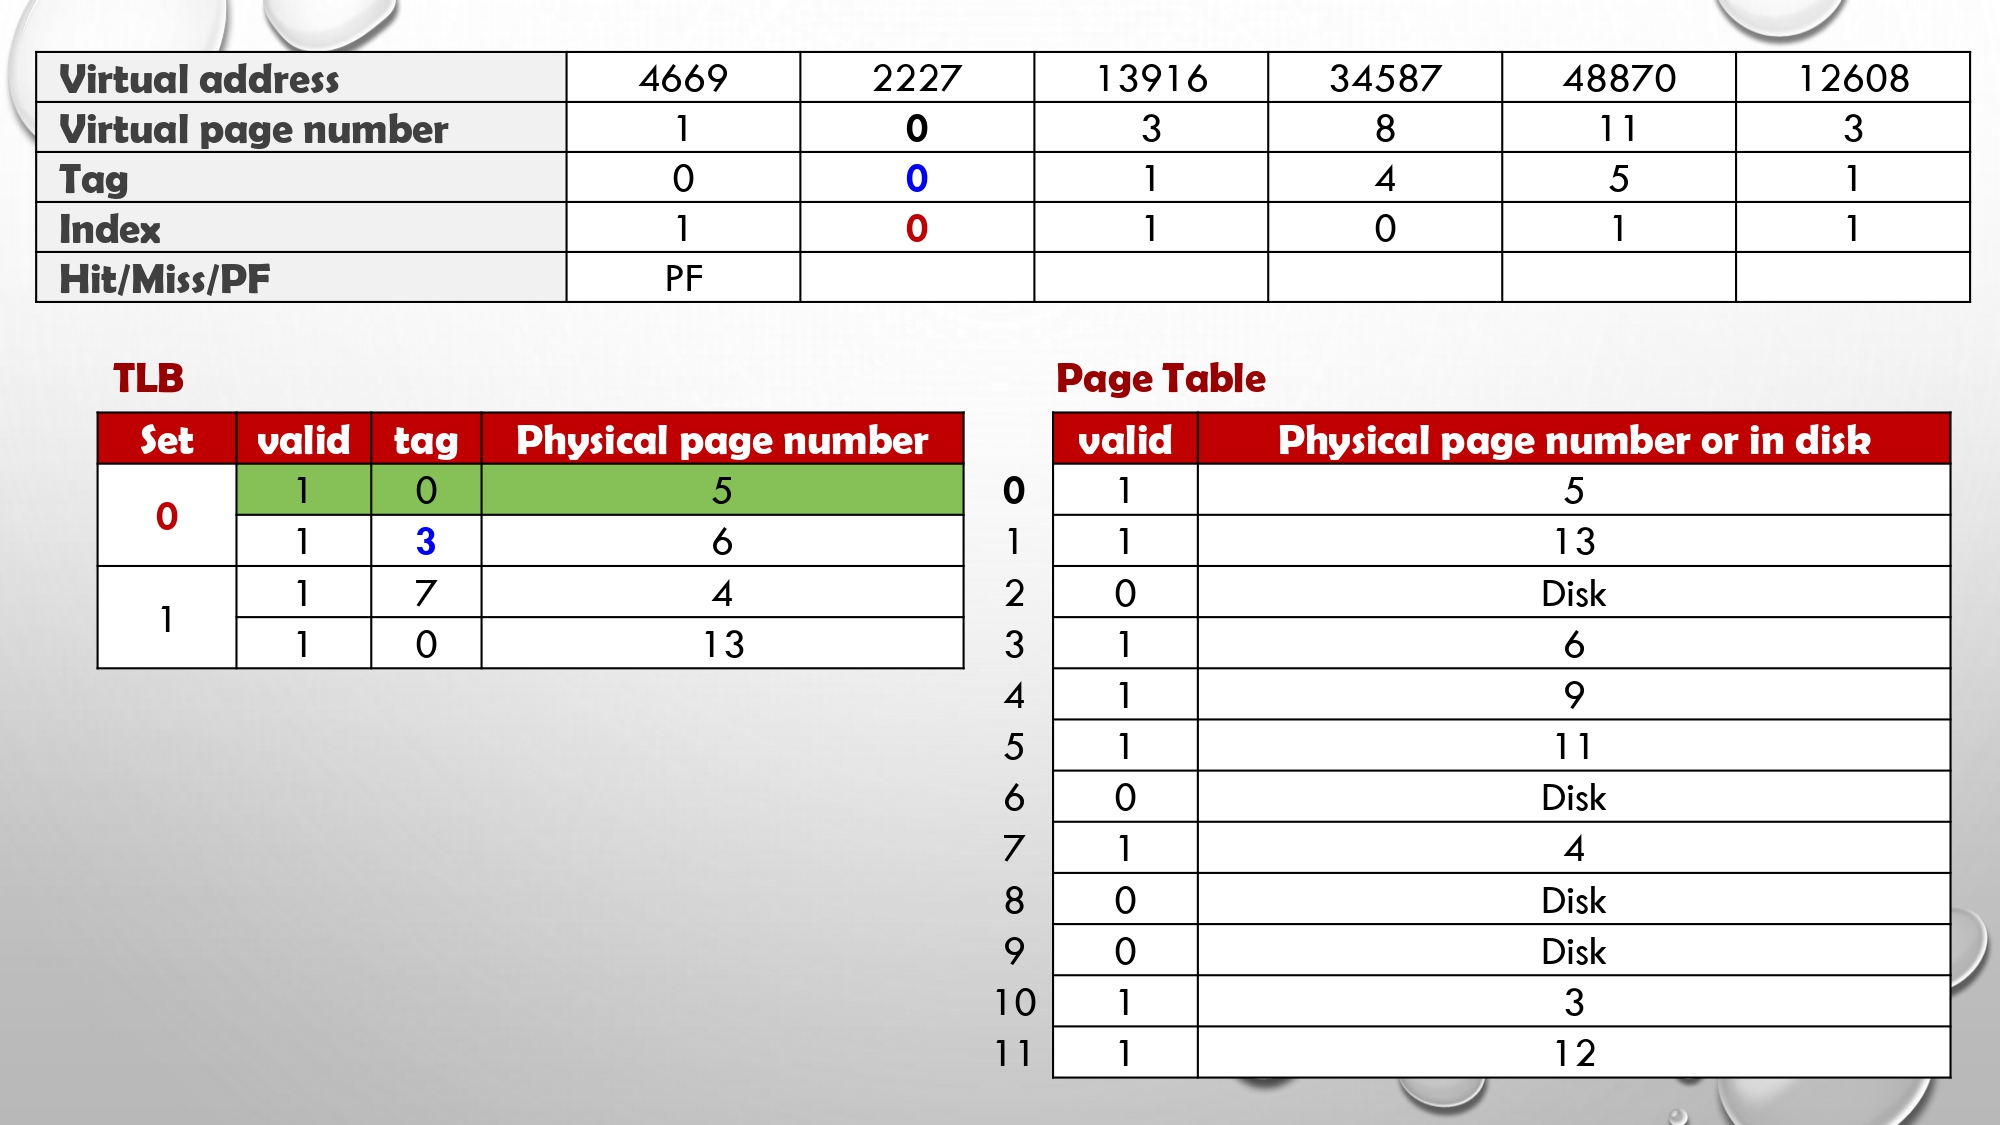 Virtual address 4669 2227 13916 34587 48870 12608
Virtual page number 1 0 3 8 11 3
Tag 0 0 1 4 5 1
Index 1 0 1 0 1 1
Hit/Miss/PF PF
TLB
Set valid tag Physical page number
0 1 0 5
1 3 6
1 1 7 4
1 0 13
Page Table
valid Physical page number or in disk
0 1 5
1 1 13
2 0 Disk
3 1 6
4 1 9
5 1 11
6 0 Disk
7 1 4
8 0 Disk
9 0 Disk
10 1 3
11 1 12